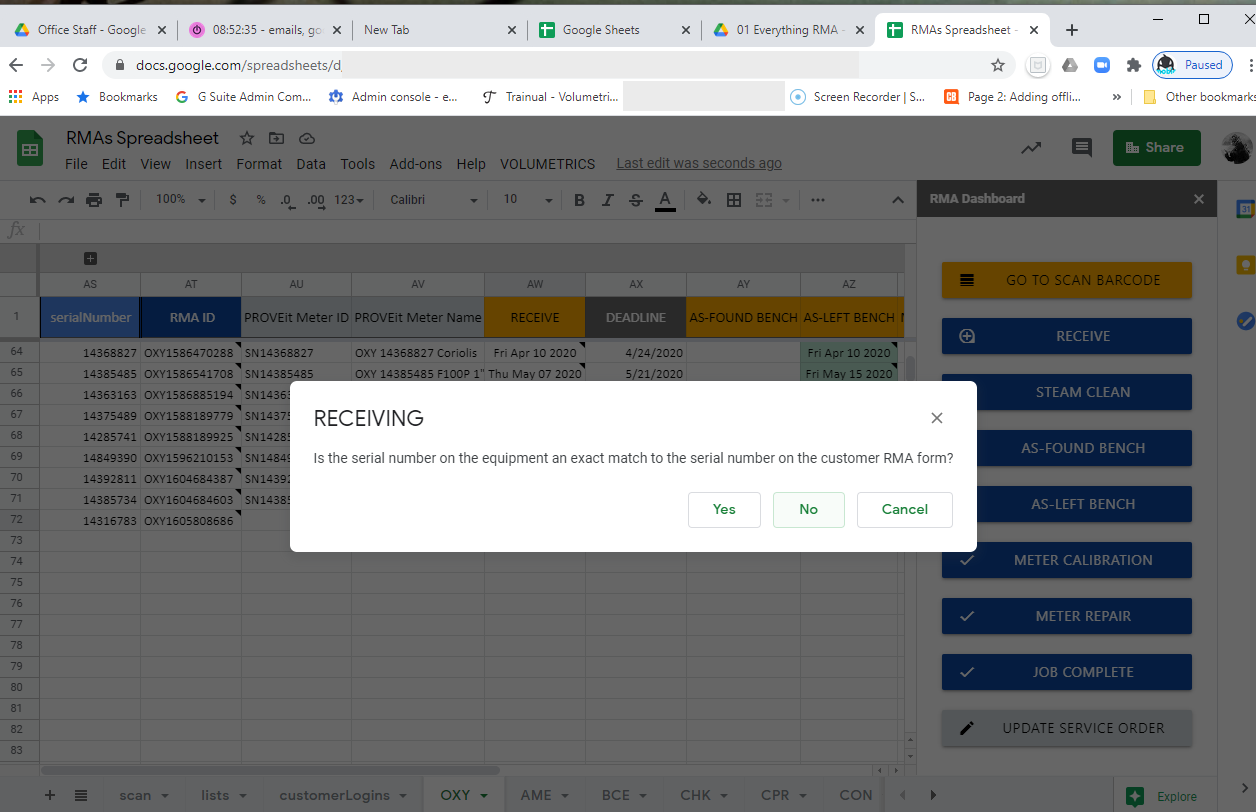 Office Staff - Google
08:52:35 - emails, go
New Tab
Google Sheets
01 Everything RMA -
RMAs Spreadsheet -
docs.google.com/spreadsheets/d
Paused
Apps
Bookmarks
G Suite Admin Com...
Admin console - e...
Trainual - Volumetri...
Screen Recorder | S...
Page 2: Adding offli...
»
Other bookmarks
RMAs Spreadsheet
File Edit View Insert Format Data Tools Add-ons Help VOLUMETRICS Last edit was seconds ago
Share
100% $ % .0 .00 123 Calibri 10 B I S A
fx
AS AT AU AV AW AX AY AZ
1 serialNumber RMA ID PROVEit Meter ID PROVEit Meter Name RECEIVE DEADLINE AS-FOUND BENCH AS-LEFT BENCH
64 14368827 OXY1586470288 SN14368827 OXY 14368827 Coriolis Fri Apr 10 2020 4/24/2020 Fri Apr 10 2020
65 14385485 OXY1586541708 SN14385485 OXY 14385485 F100P 1" Thu May 07 2020 5/21/2020 Fri May 15 2020
66 14363163 OXY1586885194 SN14363
67 14375489 OXY1588189779 SN14375
68 14285741 OXY1588189925 SN14285
69 14849390 OXY1596210153 SN14849
70 14392811 OXY1604684387 SN14392
71 14385734 OXY1604684603 SN14385
72 14316783 OXY1605808686
73
74
75
76
77
78
79
80
81
82
83
RECEIVING
Is the serial number on the equipment an exact match to the serial number on the customer RMA form?
Yes
No
Cancel
RMA Dashboard
GO TO SCAN BARCODE
RECEIVE
STEAM CLEAN
AS-FOUND BENCH
AS-LEFT BENCH
METER CALIBRATION
METER REPAIR
JOB COMPLETE
UPDATE SERVICE ORDER
31
scan lists customerLogins OXY AME BCE CHK CPR CON
Explore